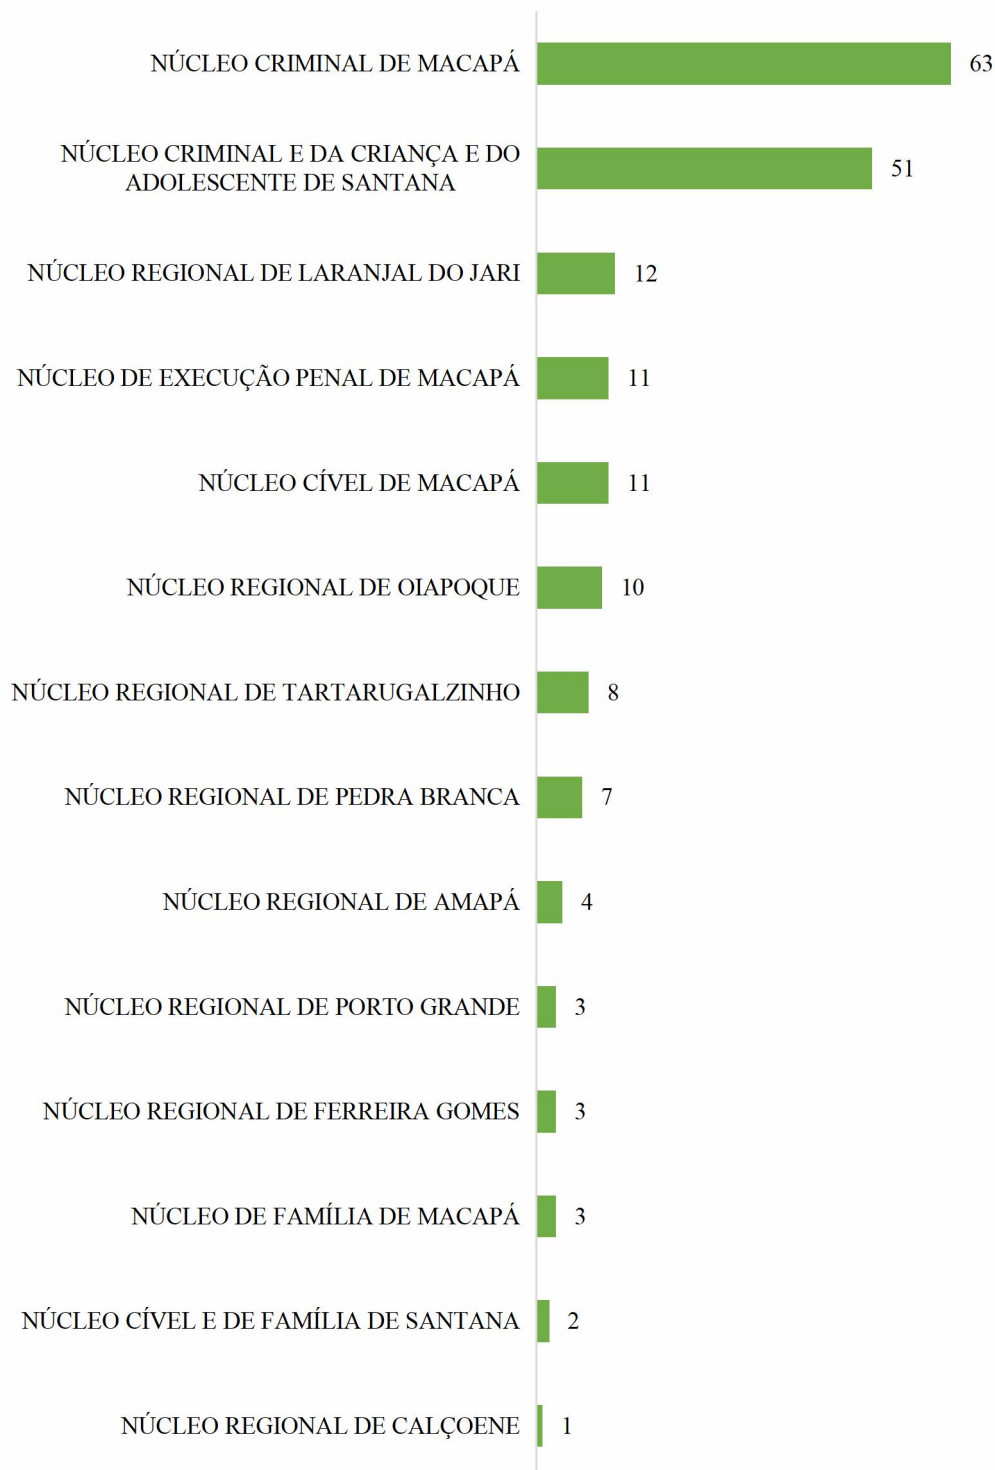 NÚCLEO CRIMINAL DE MACAPÁ 63
NÚCLEO CRIMINAL E DA CRIANÇA E DO
ADOLESCENTE DE SANTANA 51
NÚCLEO REGIONAL DE LARANJAL DO JARI 12
NÚCLEO DE EXECUÇÃO PENAL DE MACAPÁ 11
NÚCLEO CÍVEL DE MACAPÁ 11
NÚCLEO REGIONAL DE OIAPOQUE 10
NÚCLEO REGIONAL DE TARTARUGALZINHO 8
NÚCLEO REGIONAL DE PEDRA BRANCA 7
NÚCLEO REGIONAL DE AMAPÁ 4
NÚCLEO REGIONAL DE PORTO GRANDE 3
NÚCLEO REGIONAL DE FERREIRA GOMES 3
NÚCLEO DE FAMÍLIA DE MACAPÁ 3
NÚCLEO CÍVEL E DE FAMÍLIA DE SANTANA 2
NÚCLEO REGIONAL DE CALÇOENE 1